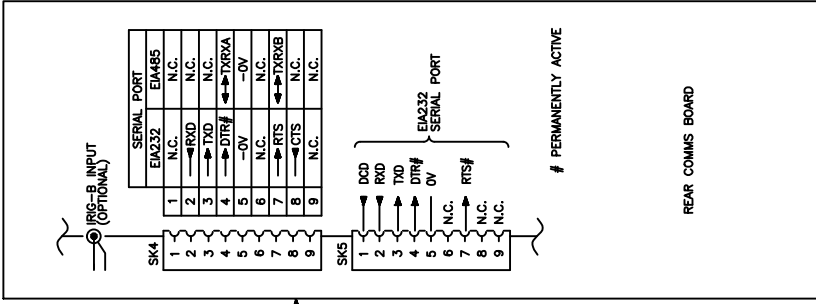 IRIG-B INPUT
(OPTIONAL)
SERIAL PORT
EIA232 EIA485
SK4
1 1 N.C. N.C.
2 2 RXD N.C.
3 3 TXD N.C.
4 4 DTR# TXRXA
5 5 0V 0V
6 6 N.C. N.C.
7 7 RTS TXRXB
8 8 CTS N.C.
9 9 N.C. N.C.
SK5
1 DCD
2 RXD
3 TXD
4 DTR#
5 0V
6 N.C.
7 RTS#
8 N.C.
9 N.C.
EIA232
SERIAL PORT
# PERMANENTLY ACTIVE
REAR COMMS BOARD